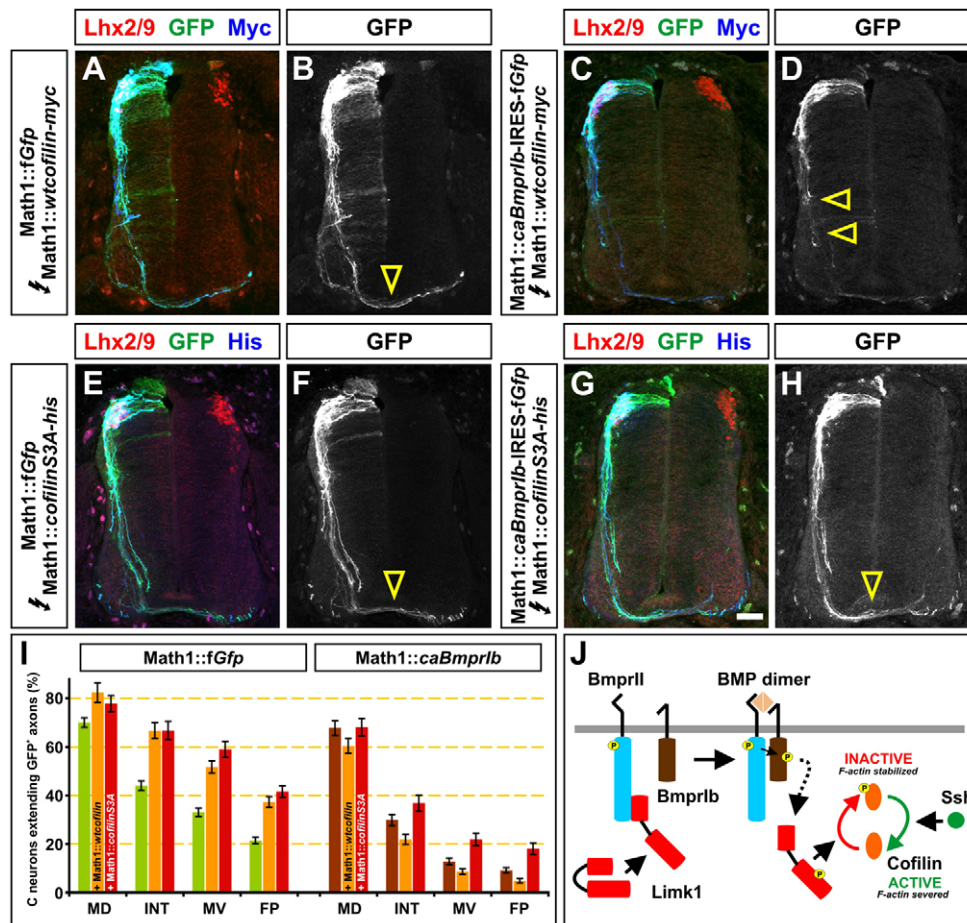 Lhx2/9 GFP Myc
GFP
Lhx2/9 GFP Myc
GFP
Math1::fGfp
Math1::wtcofilin-myc
A
B
Math1::caBmprIb-IRES-fGfp
Math1::wtcofilin-myc
C
D
Lhx2/9 GFP His
GFP
Lhx2/9 GFP His
GFP
Math1::fGfp
Math1::cofilinS3A-his
E
F
Math1::caBmprIb-IRES-fGfp
Math1::cofilinS3A-his
G
H
I
Math1::fGfp
Math1::caBmprIb
C neurons extending GFP+ axons (%)
80
60
40
20
0
+ Math1::wtcofilin
+ Math1::cofilinS3A
+ Math1::wtcofilin
+ Math1::cofilinS3A
MD INT MV FP MD INT MV FP
J
BmprII
BMP dimer
P
P
P
BmprIb
Limk1
P
INACTIVE
F-actin stabilized
P
Ssh
Cofilin
ACTIVE
F-actin severed